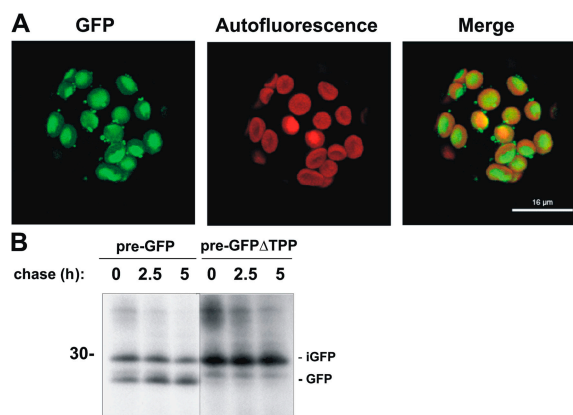 A
GFP
Autofluorescence
Merge
16 µm
B
pre-GFP
pre-GFPΔTPP
chase (h):
0
2.5
5
0
2.5
5
30-
- iGFP
- GFP